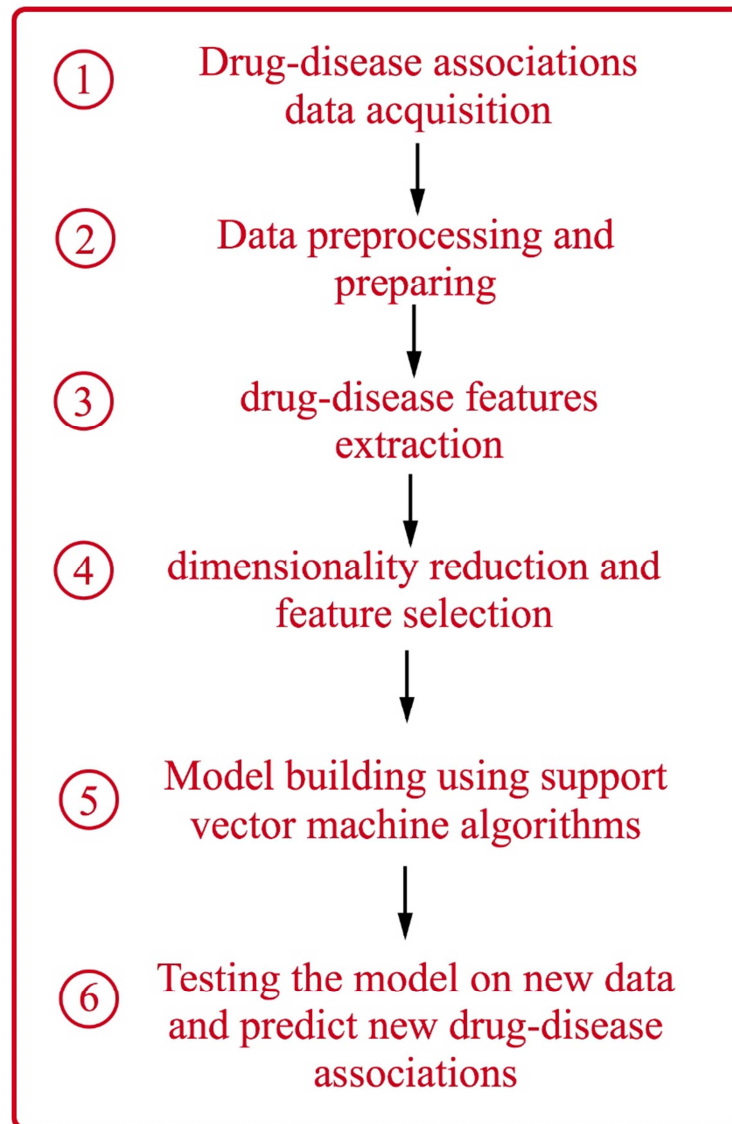 ① Drug-disease associations
data acquisition
② Data preprocessing and
preparing
③ drug-disease features
extraction
④ dimensionality reduction and
feature selection
⑤ Model building using support
vector machine algorithms
⑥ Testing the model on new data
and predict new drug-disease
associations